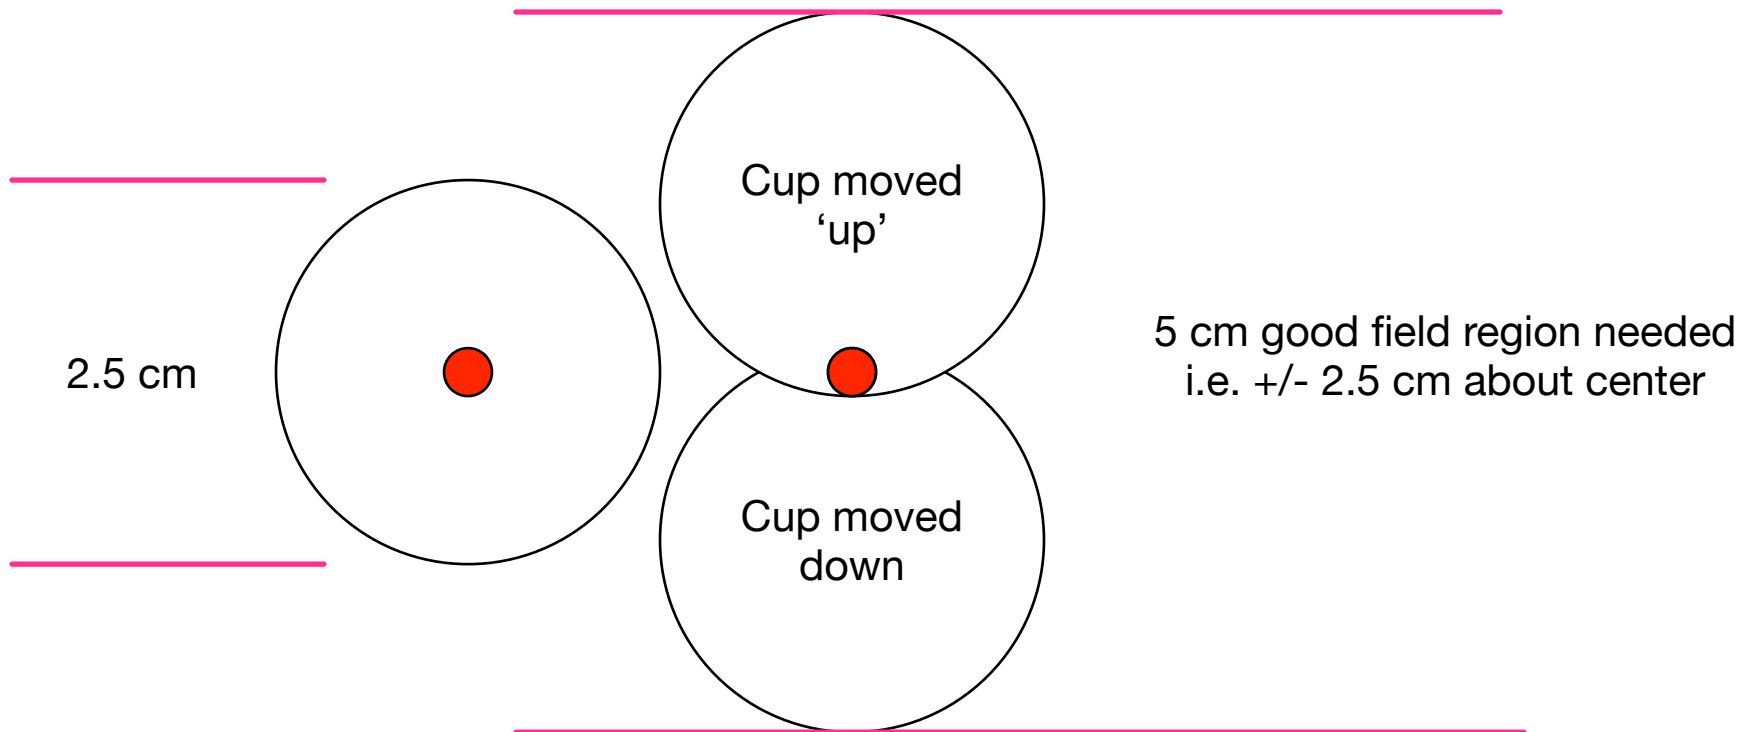 Cup moved
‘up’
2.5 cm
5 cm good field region needed
i.e. +/- 2.5 cm about center
Cup moved
down